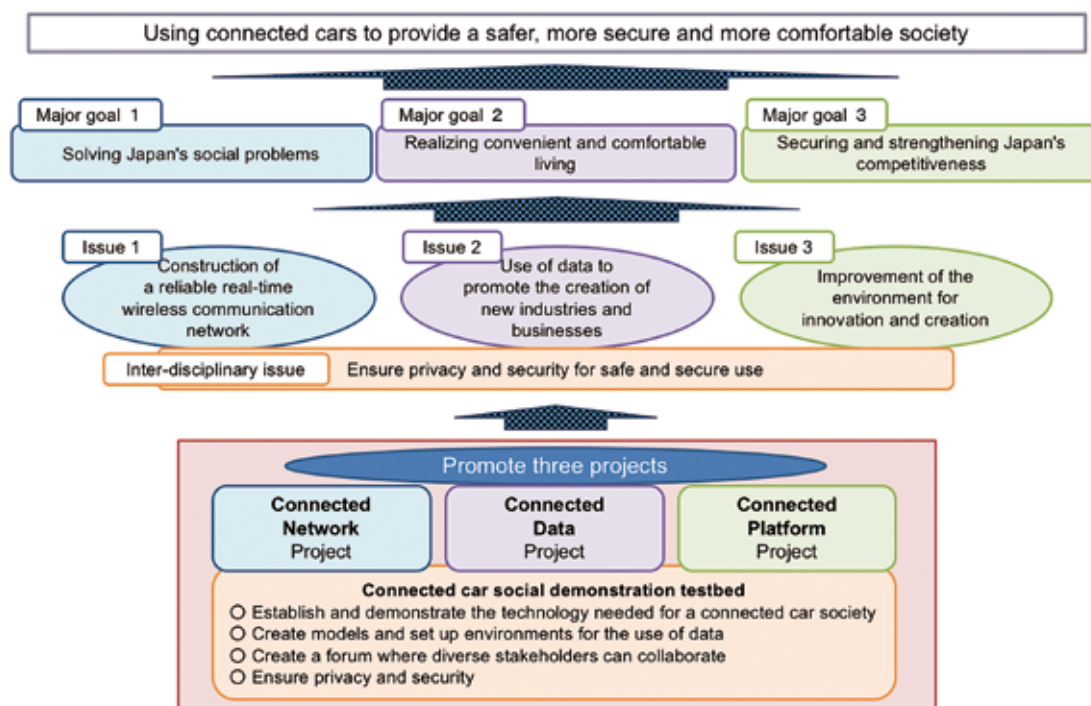 Using connected cars to provide a safer, more secure and more comfortable society
Major goal 1
Solving Japan's social problems
Major goal 2
Realizing convenient and comfortable
living
Major goal 3
Securing and strengthening Japan's
competitiveness
Issue 1
Construction of
a reliable real-time
wireless communication
network
Issue 2
Use of data to
promote the creation of
new industries and
businesses
Issue 3
Improvement of the
environment for
innovation and creation
Inter-disciplinary issue
Ensure privacy and security for safe and secure use
Promote three projects
Connected
Network
Project
Connected
Data
Project
Connected
Platform
Project
Connected car social demonstration testbed
○ Establish and demonstrate the technology needed for a connected car society
○ Create models and set up environments for the use of data
○ Create a forum where diverse stakeholders can collaborate
○ Ensure privacy and security